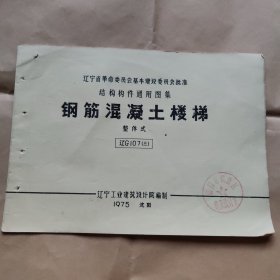 辽宁省革命委员会基本建设委员会批准
结构构件通用图集
钢筋混凝土楼梯
整体式
辽G107(三)
辽宁工业建筑设计院编制
1975 沈阳